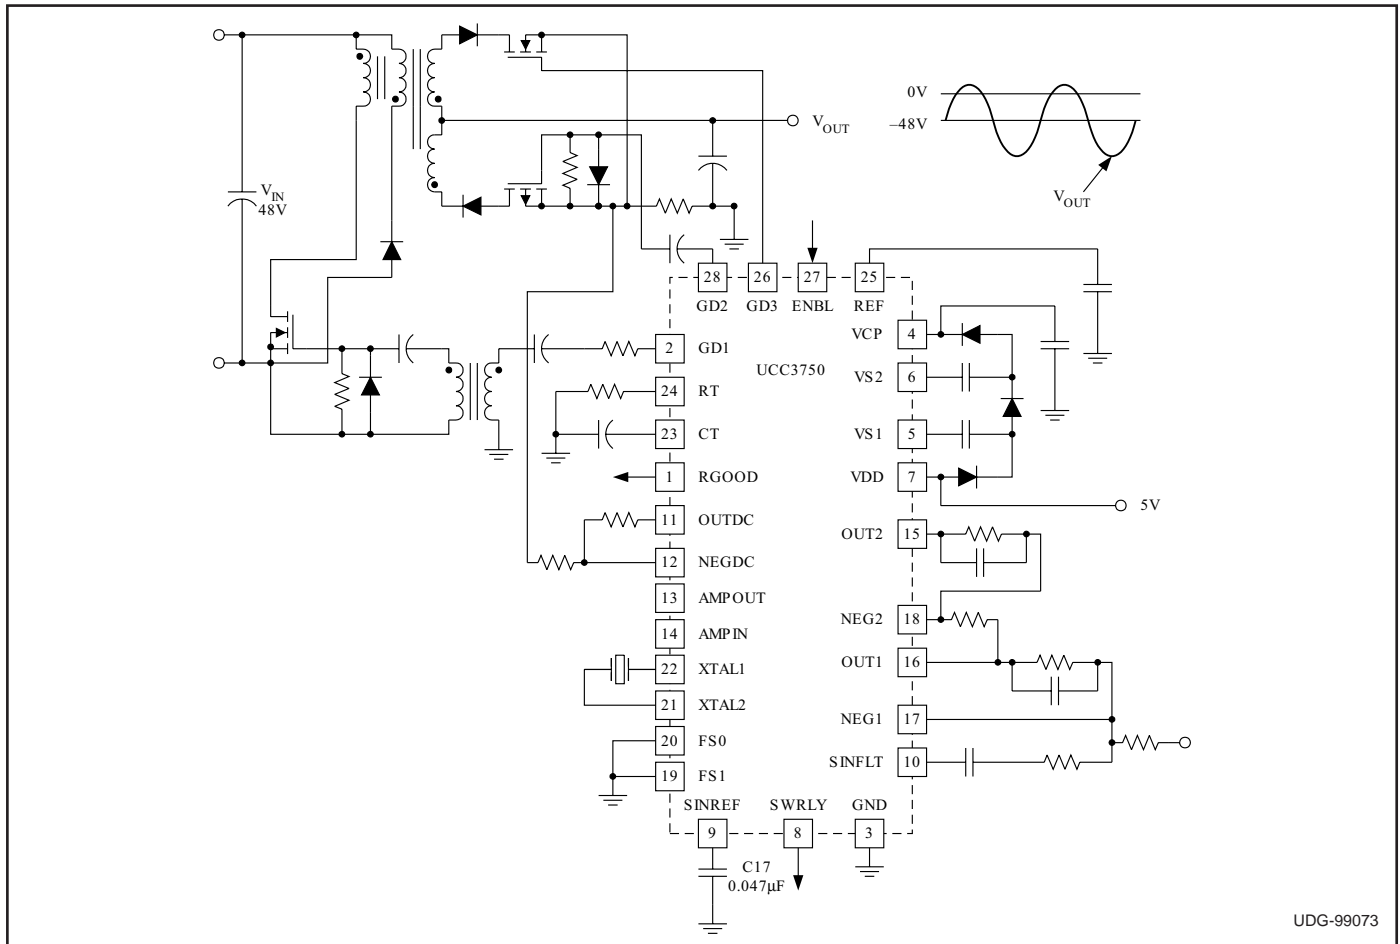 0V
–48V
V_OUT
V_OUT
V_IN
48V
28
26
27
25
GD2
GD3
ENBL
REF
VCP
4
2
GD1
UCC3750
VS2
6
24
RT
23
CT
VS1
5
1
RGOOD
VDD
7
5V
11
OUTDC
OUT2
15
12
NEGDC
13
AMPOUT
NEG2
18
14
AMPIN
OUT1
16
22
XTAL1
21
XTAL2
NEG1
17
20
FS0
SINFLT
10
19
FS1
SINREF
SWRLY
GND
9
8
3
C17
0.047µF
UDG-99073